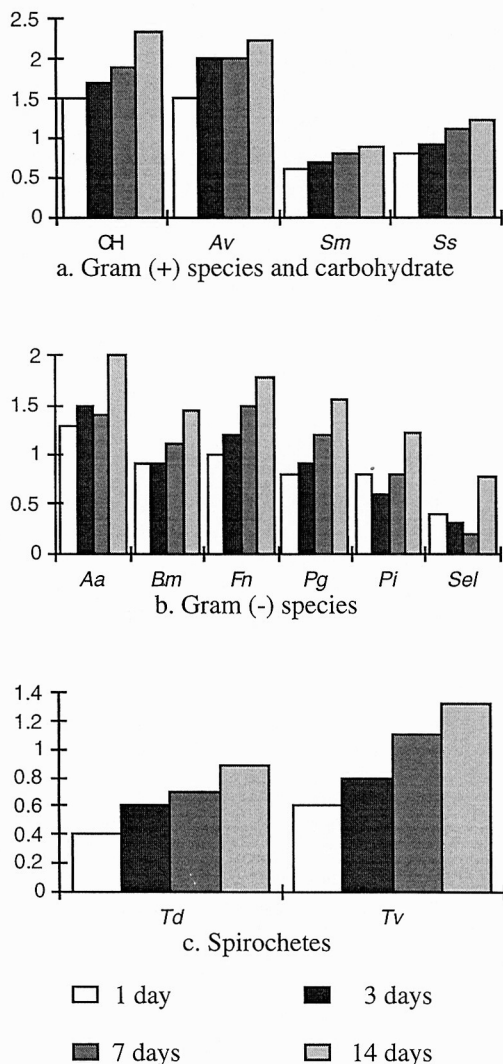 2.5
2
1.5
1
0.5
0
CH Av Sm Ss
a. Gram (+) species and carbohydrate
2
1.5
1
0.5
0
Aa Bm Fn Pg Pi Sel
b. Gram (-) species
1.4
1.2
1
0.8
0.6
0.4
0.2
0
Td Tv
c. Spirochetes
1 day 3 days
7 days 14 days